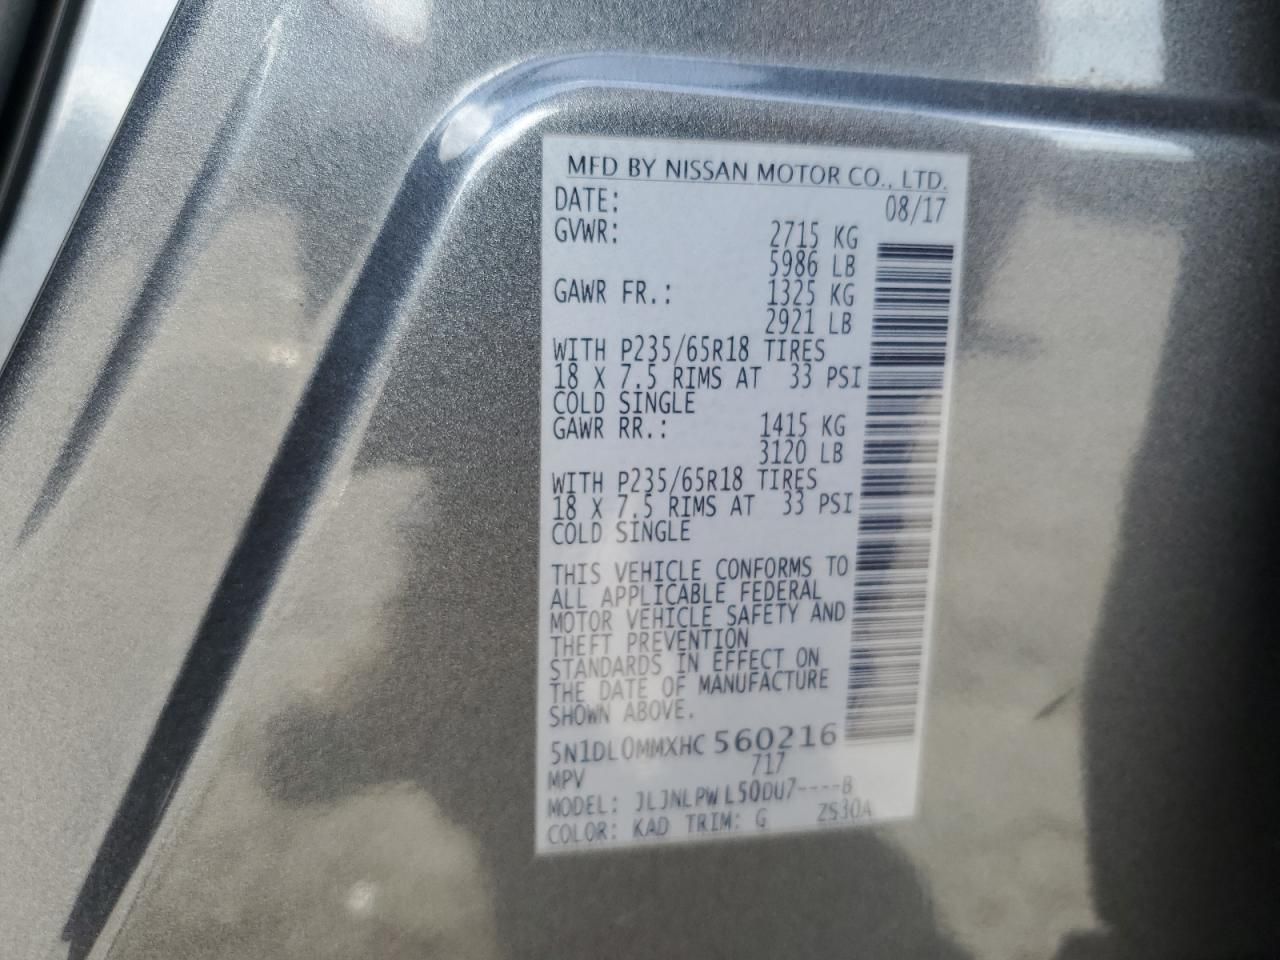 MFD BY NISSAN MOTOR CO., LTD.
DATE: 08/17
GVWR: 2715 KG
5986 LB
GAWR FR.: 1325 KG
2921 LB
WITH P235/65R18 TIRES
18 X 7.5 RIMS AT 33 PSI
COLD SINGLE
GAWR RR.: 1415 KG
3120 LB
WITH P235/65R18 TIRES
18 X 7.5 RIMS AT 33 PSI
COLD SINGLE
THIS VEHICLE CONFORMS TO
ALL APPLICABLE FEDERAL
MOTOR VEHICLE SAFETY AND
THEFT PREVENTION
STANDARDS IN EFFECT ON
THE DATE OF MANUFACTURE
SHOWN ABOVE.
5N1DL0MMXHC560216
MPV 717
MODEL: JLJNLPW L50DU7----B
COLOR: KAD TRIM: G ZS30A